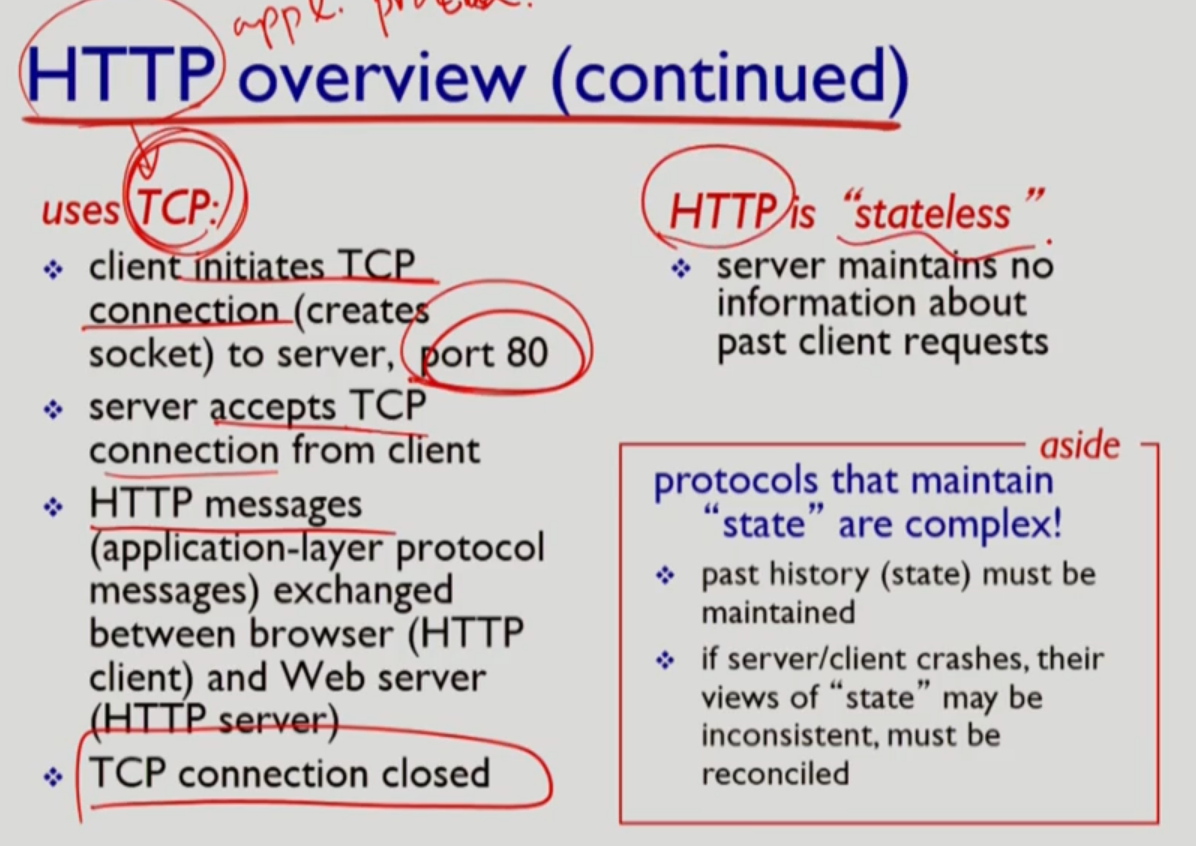 HTTP overview (continued)
uses TCP:
❖ client initiates TCP
connection (creates
socket) to server, port 80
❖ server accepts TCP
connection from client
❖ HTTP messages
(application-layer protocol
messages) exchanged
between browser (HTTP
client) and Web server
(HTTP server)
❖ TCP connection closed
HTTP is “stateless”
❖ server maintains no
information about
past client requests
aside
protocols that maintain
“state” are complex!
❖ past history (state) must be
maintained
❖ if server/client crashes, their
views of “state” may be
inconsistent, must be
reconciled